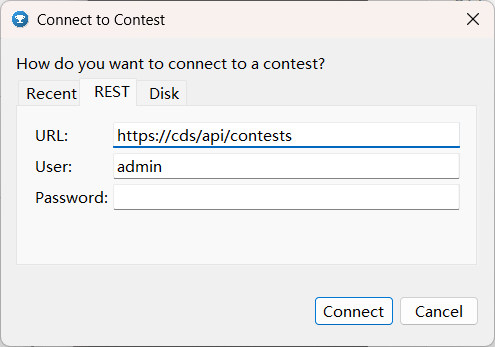 Connect to Contest
How do you want to connect to a contest?
Recent REST Disk
URL: https://cds/api/contests
User: admin
Password:
Connect Cancel